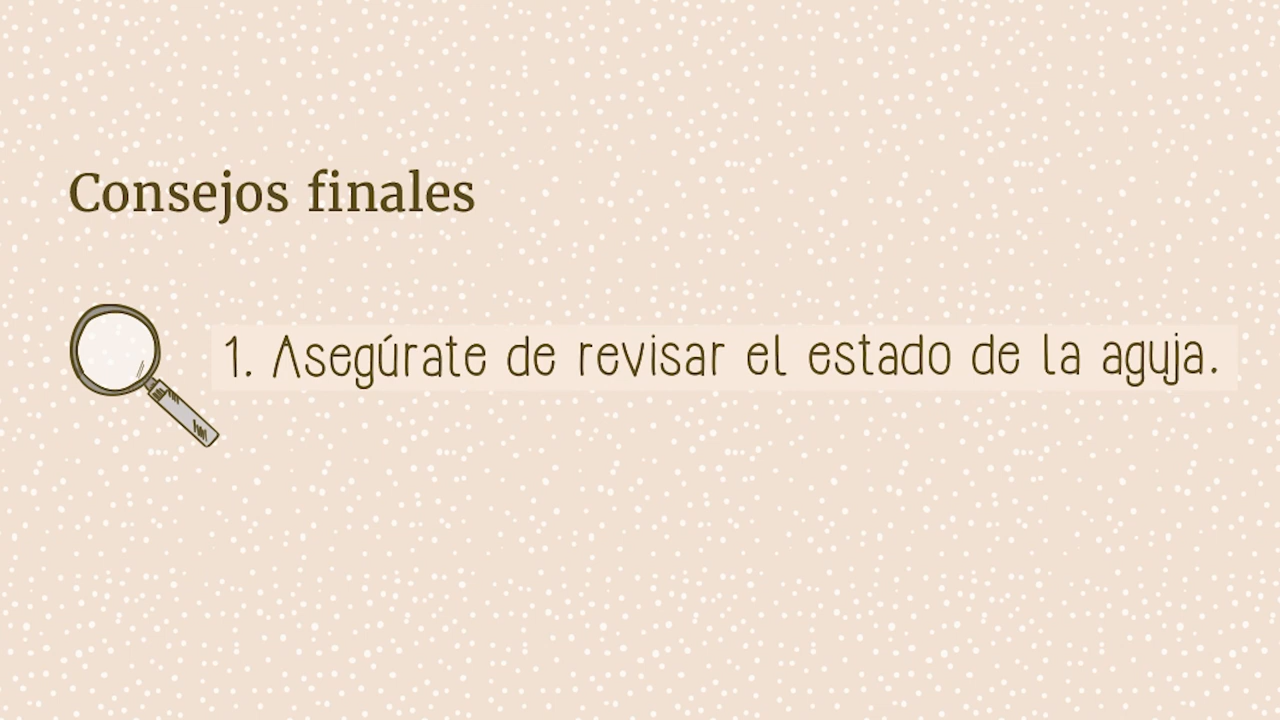 Consejos finales
1. Asegúrate de revisar el estado de la aguja.